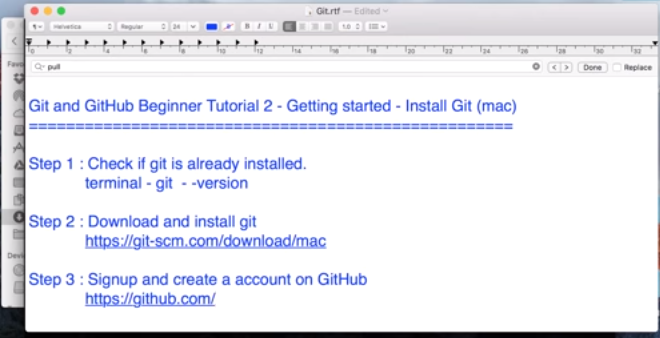 Git.rtf — Edited
Helvetica Regular 24 B I U 1.0
0 2 4 6 8 10 12 14 16 18 20 22 24 26 28 30 32
pull Done Replace
Favo
Git and GitHub Beginner Tutorial 2 - Getting started - Install Git (mac)
====================================================
Step 1 : Check if git is already installed.
terminal - git - -version
Step 2 : Download and install git
https://git-scm.com/download/mac
Step 3 : Signup and create a account on GitHub
https://github.com/
Devi